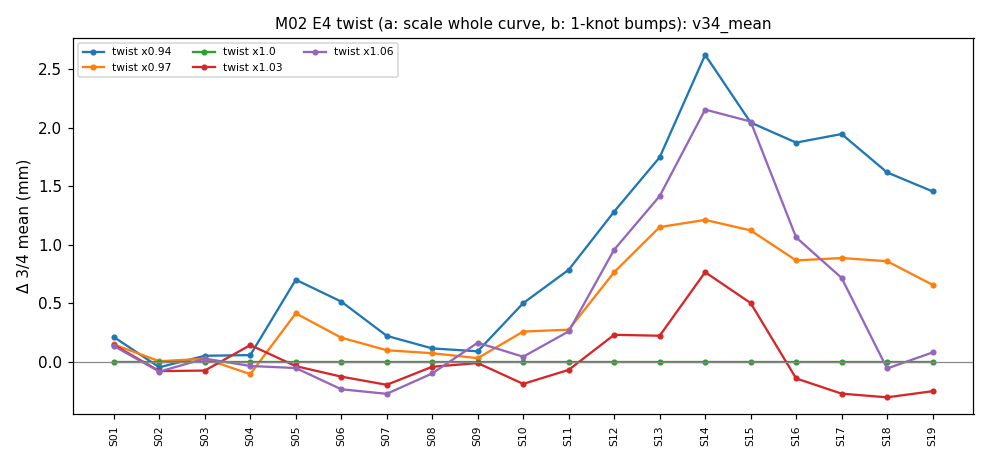 M02 E4 twist (a: scale whole curve, b: 1-knot bumps): v34_mean
twist x0.94 twist x1.0 twist x1.06
twist x0.97 twist x1.03
Δ 3/4 mean (mm)
2.5
2.0
1.5
1.0
0.5
0.0
S01 S02 S03 S04 S05 S06 S07 S08 S09 S10 S11 S12 S13 S14 S15 S16 S17 S18 S19